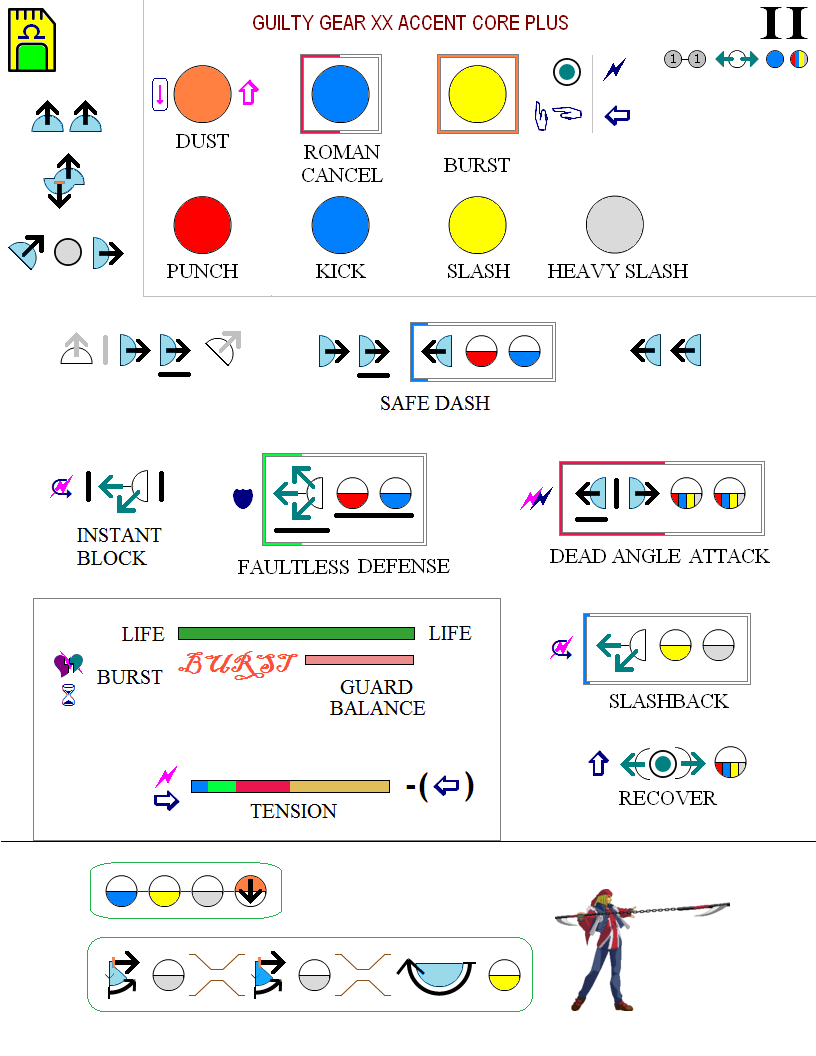 GUILTY GEAR XX ACCENT CORE PLUS
II
1 1
DUST
ROMAN
CANCEL
BURST
PUNCH
KICK
SLASH
HEAVY SLASH
SAFE DASH
INSTANT
BLOCK
FAULTLESS DEFENSE
DEAD ANGLE ATTACK
LIFE
LIFE
BURST
BURST
GUARD
BALANCE
SLASHBACK
-( )
TENSION
RECOVER